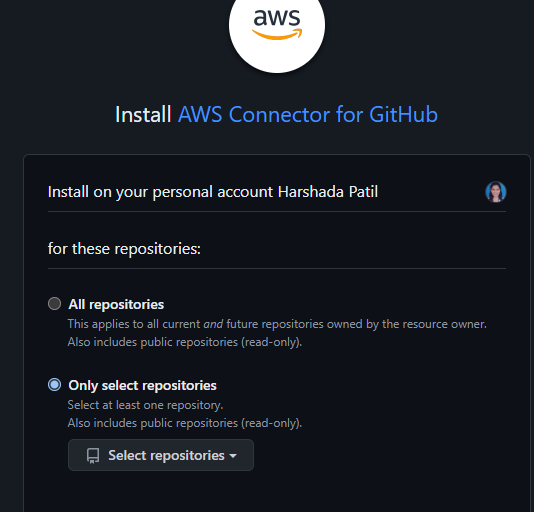 aws
Install AWS Connector for GitHub
Install on your personal account Harshada Patil
for these repositories:
All repositories
This applies to all current and future repositories owned by the resource owner.
Also includes public repositories (read-only).
Only select repositories
Select at least one repository.
Also includes public repositories (read-only).
Select repositories